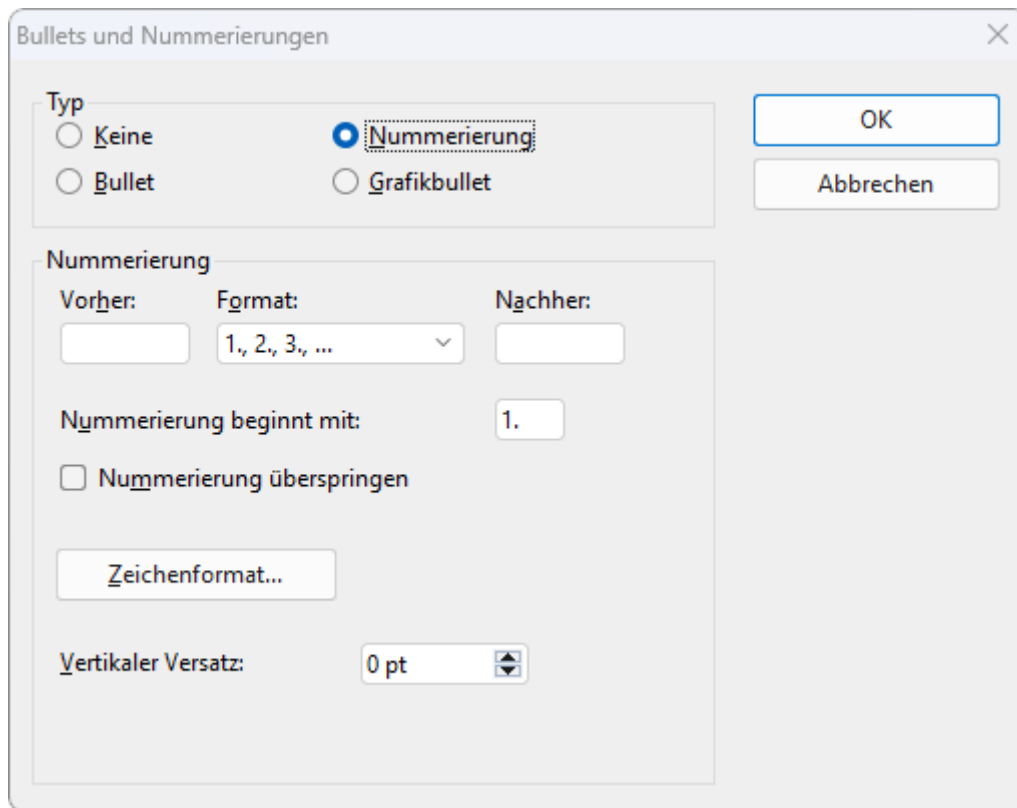 Bullets und Nummerierungen
Typ
Keine
Nummerierung
Bullet
Grafikbullet
OK
Abbrechen
Nummerierung
Vorher: Format: Nachher:
1., 2., 3., ...
Nummerierung beginnt mit: 1.
Nummerierung überspringen
Zeichenformat...
Vertikaler Versatz: 0 pt